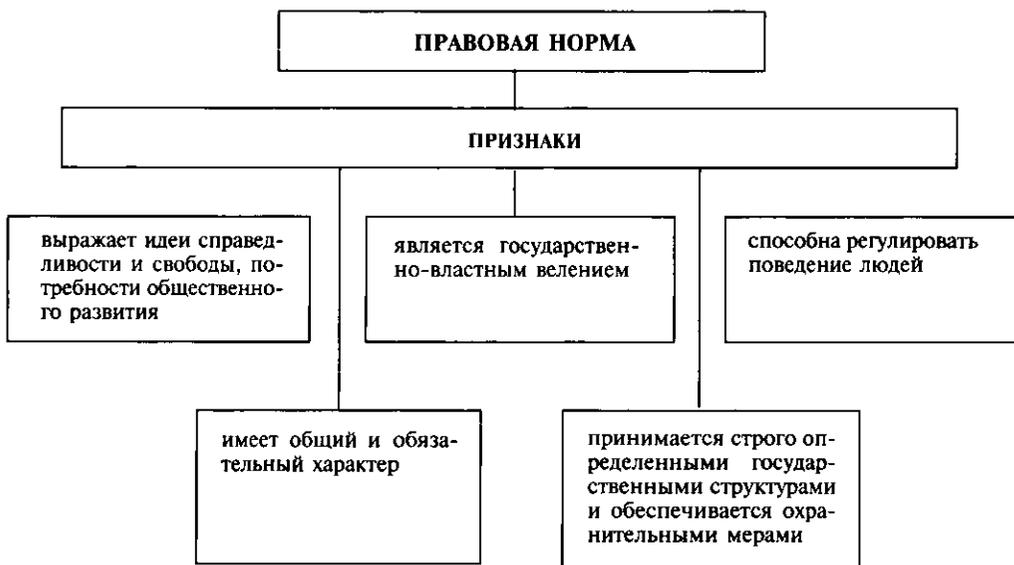 ПРАВОВАЯ НОРМА
ПРИЗНАКИ
выражает идеи справед-
ливости и свободы, по-
требности общественно-
го развития
является государствен-
но-властным велением
способна регулировать
поведение людей
имеет общий и обяза-
тельный характер
принимается строго оп-
ределенными государ-
ственными структурами
и обеспечивается охра-
нительными мерами